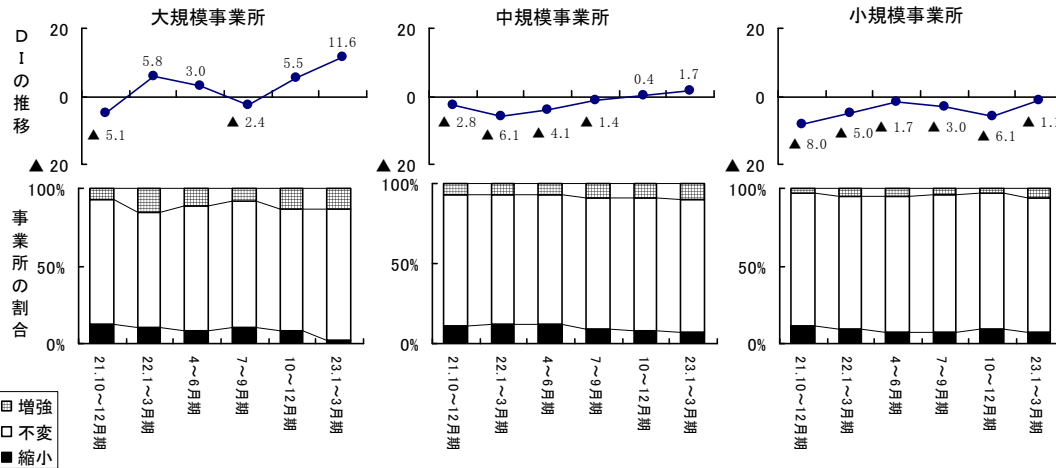 大規模事業所
DIの推移
20
0
▲ 20
5.8
3.0
5.5
11.6
▲ 5.1
▲ 2.4
事業所の割合
100%
50%
0%
21.10～12月期
22.1～3月期
4～6月期
7～9月期
10～12月期
23.1～3月期
中規模事業所
20
0
▲ 20
0.4
1.7
▲ 2.8
▲ 6.1
▲ 4.1
▲ 1.4
100%
50%
0%
21.10～12月期
22.1～3月期
4～6月期
7～9月期
10～12月期
23.1～3月期
小規模事業所
20
0
▲ 20
▲ 8.0
▲ 5.0
▲ 1.7
▲ 3.0
▲ 6.1
▲ 1.1
100%
50%
0%
21.10～12月期
22.1～3月期
4～6月期
7～9月期
10～12月期
23.1～3月期
増強
不変
縮小